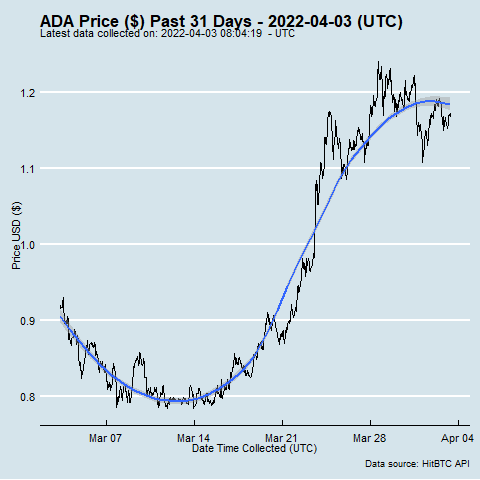 ADA Price ($) Past 31 Days - 2022-04-03 (UTC)
Latest data collected on: 2022-04-03 08:04:19 - UTC
1.2
1.1
1.0
0.9
0.8
Price USD ($)
Mar 07 Mar 14 Mar 21 Mar 28 Apr 04
Date Time Collected (UTC)
Data source: HitBTC API